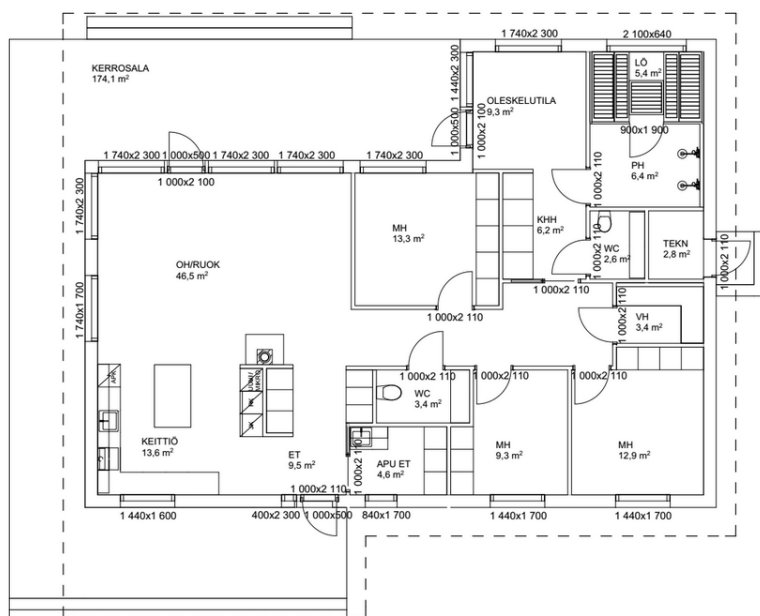 1 740x2 300
2 100x640
KERROSALA
174,1 m²
1 440x2 300
1 000x500
1 000x2 100
OLESKELUTILA
9,3 m²
LÖ
5,4 m²
900x1 900
1 740x2 300
1 000x500
1 740x2 300
1 740x2 300
1 740x2 300
1 000x2 100
PH
6,4 m²
1 000x2 110
1 740x2 300
MH
13,3 m²
KHH
6,2 m²
1 000x2 110
WC
2,6 m²
TEKN
2,8 m²
1 000x2 110
OH/RUOK
46,5 m²
1 000x2 110
1 740x1 700
1 000x2 110
VH
3,4 m²
1 000x2 110
1 000x2 110
1 000x2 110
1 000x2 110
APK
WC
3,4 m²
KEITTIÖ
13,6 m²
ET
9,5 m²
1 000x2 110
APU ET
4,6 m²
MH
9,3 m²
MH
12,9 m²
1 000x2 110
1 440x1 600
400x2 300
1 000x500
840x1 700
1 440x1 700
1 440x1 700